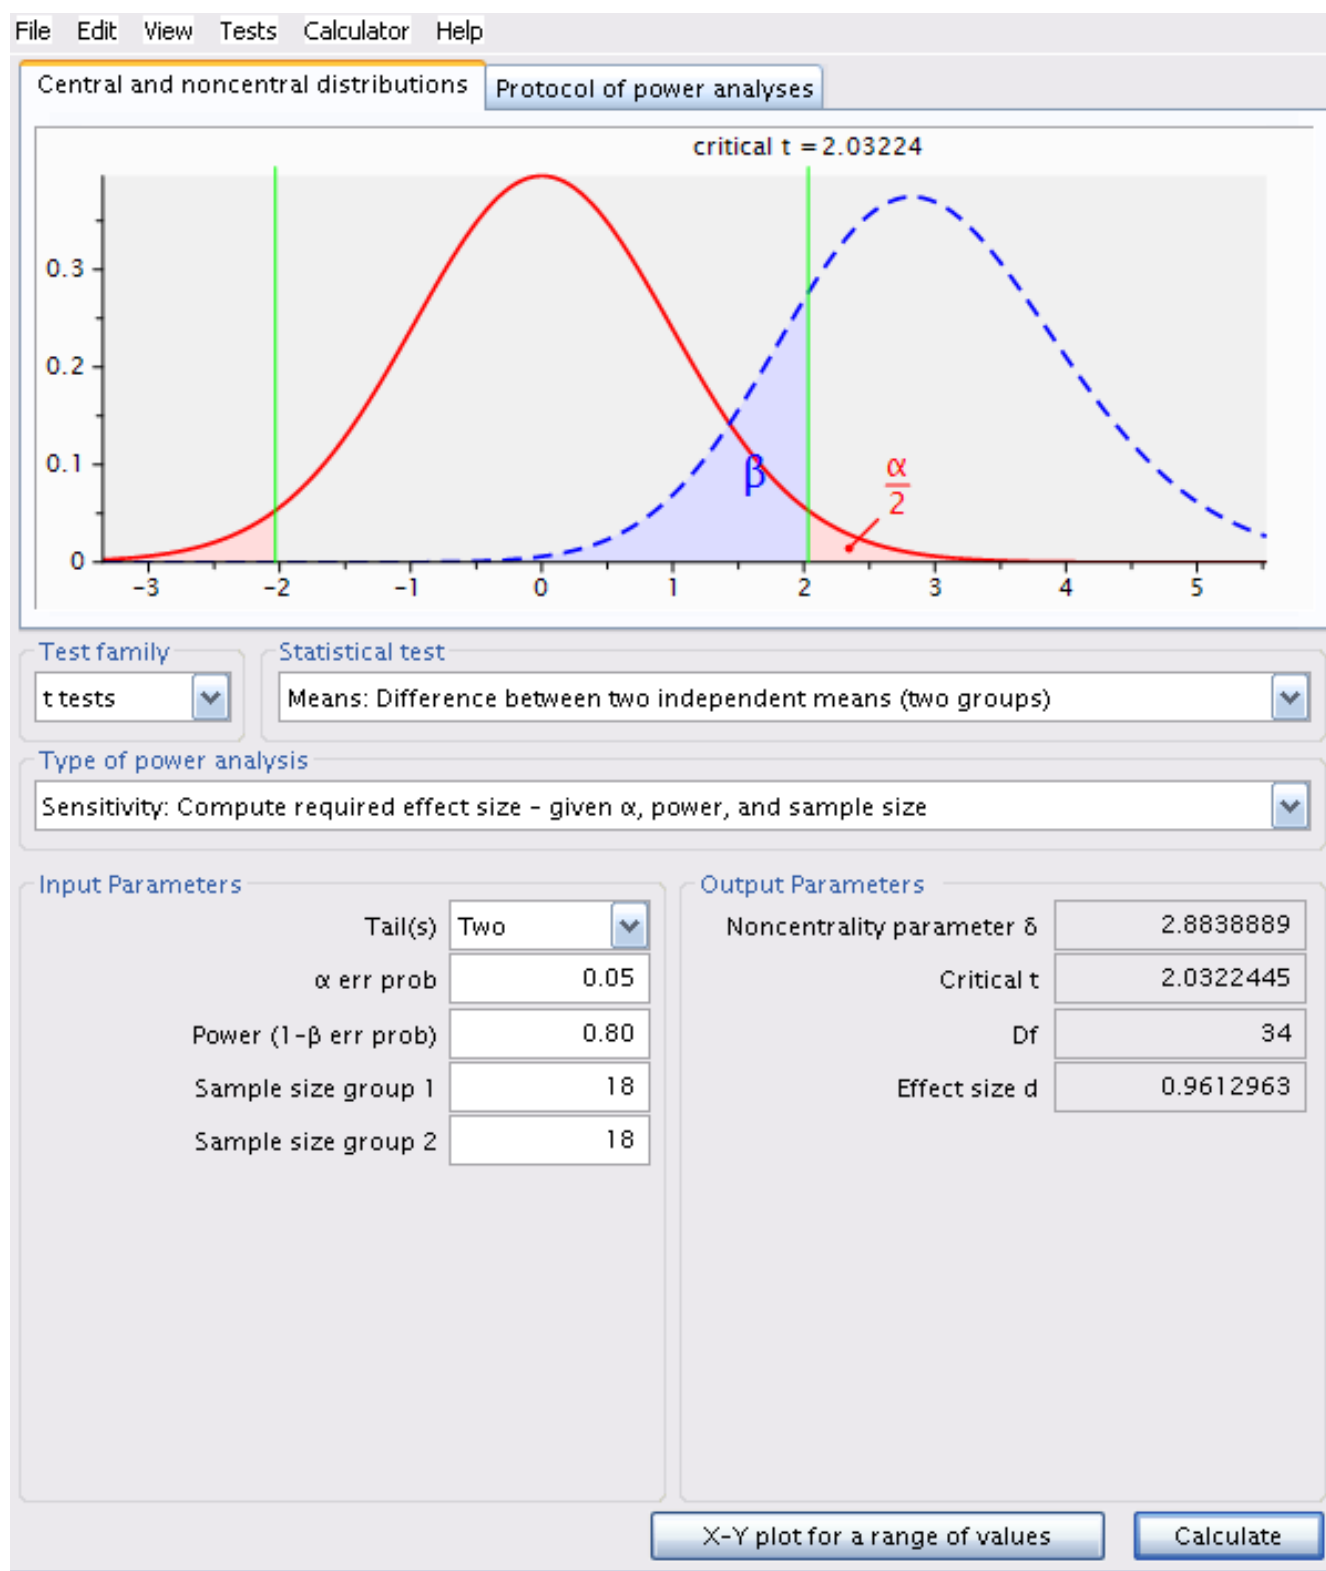 File Edit View Tests Calculator Help
Central and noncentral distributions Protocol of power analyses
critical t = 2.03224
0.3
0.2
0.1
0
β
α
2
-3 -2 -1 0 1 2 3 4 5
Test family Statistical test
t tests Means: Difference between two independent means (two groups)
Type of power analysis
Sensitivity: Compute required effect size - given α, power, and sample size
Input Parameters Output Parameters
Tail(s) Two Noncentrality parameter δ 2.8838889
α err prob 0.05 Critical t 2.0322445
Power (1-β err prob) 0.80 Df 34
Sample size group 1 18 Effect size d 0.9612963
Sample size group 2 18
X-Y plot for a range of values Calculate